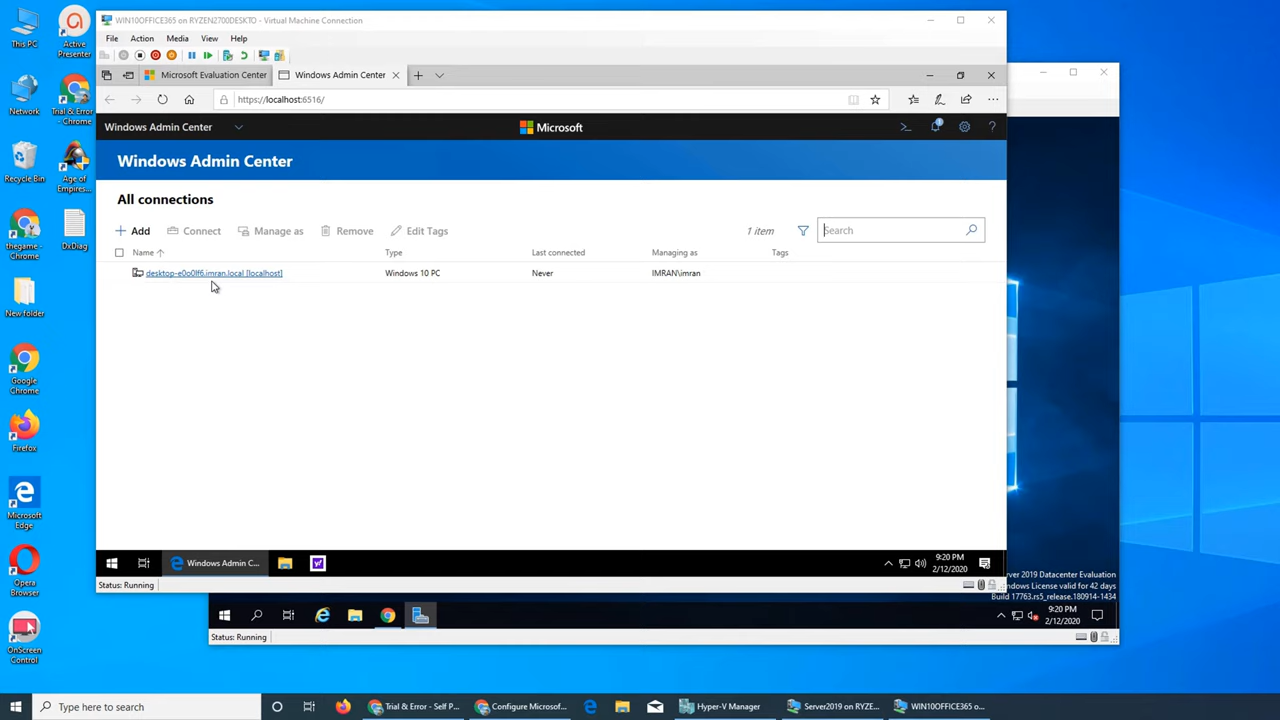 This PC
Active
Presenter
Network
Trial & Error
- Chrome
Recycle Bin
Age of
Empires...
thegame -
Chrome
DxDiag
New folder
Google
Chrome
Firefox
Microsoft
Edge
Opera
Browser
OnScreen
Control
WIN10OFFICE365 on RYZEN2700DESKTO - Virtual Machine Connection
File Action Media View Help
Microsoft Evaluation Center
Windows Admin Center
https://localhost:6516/
Windows Admin Center
Microsoft
Windows Admin Center
All connections
Add Connect Manage as Remove Edit Tags 1 item Search
Name Type Last connected Managing as Tags
desktop-e0o0lf6.imran.local [localhost] Windows 10 PC Never IMRAN\imran
Windows Admin C...
9:20 PM
2/12/2020
Status: Running
rver 2019 Datacenter Evaluation
Windows License valid for 42 days
Build 17763.rs5_release.180914-1434
9:20 PM
2/12/2020
Status: Running
Type here to search
Trial & Error - Self P...
Configure Microsof...
Hyper-V Manager
Server2019 on RYZE...
WIN10OFFICE365 o...